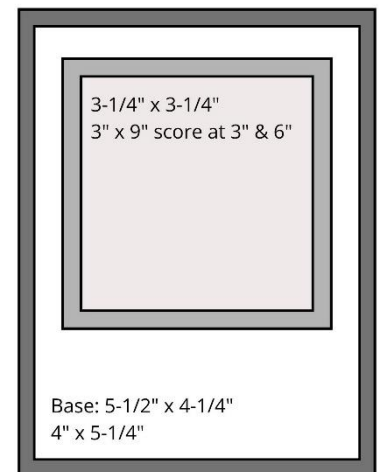 3-1/4" x 3-1/4"
3" x 9" score at 3" & 6"
Base: 5-1/2" x 4-1/4"
4" x 5-1/4"